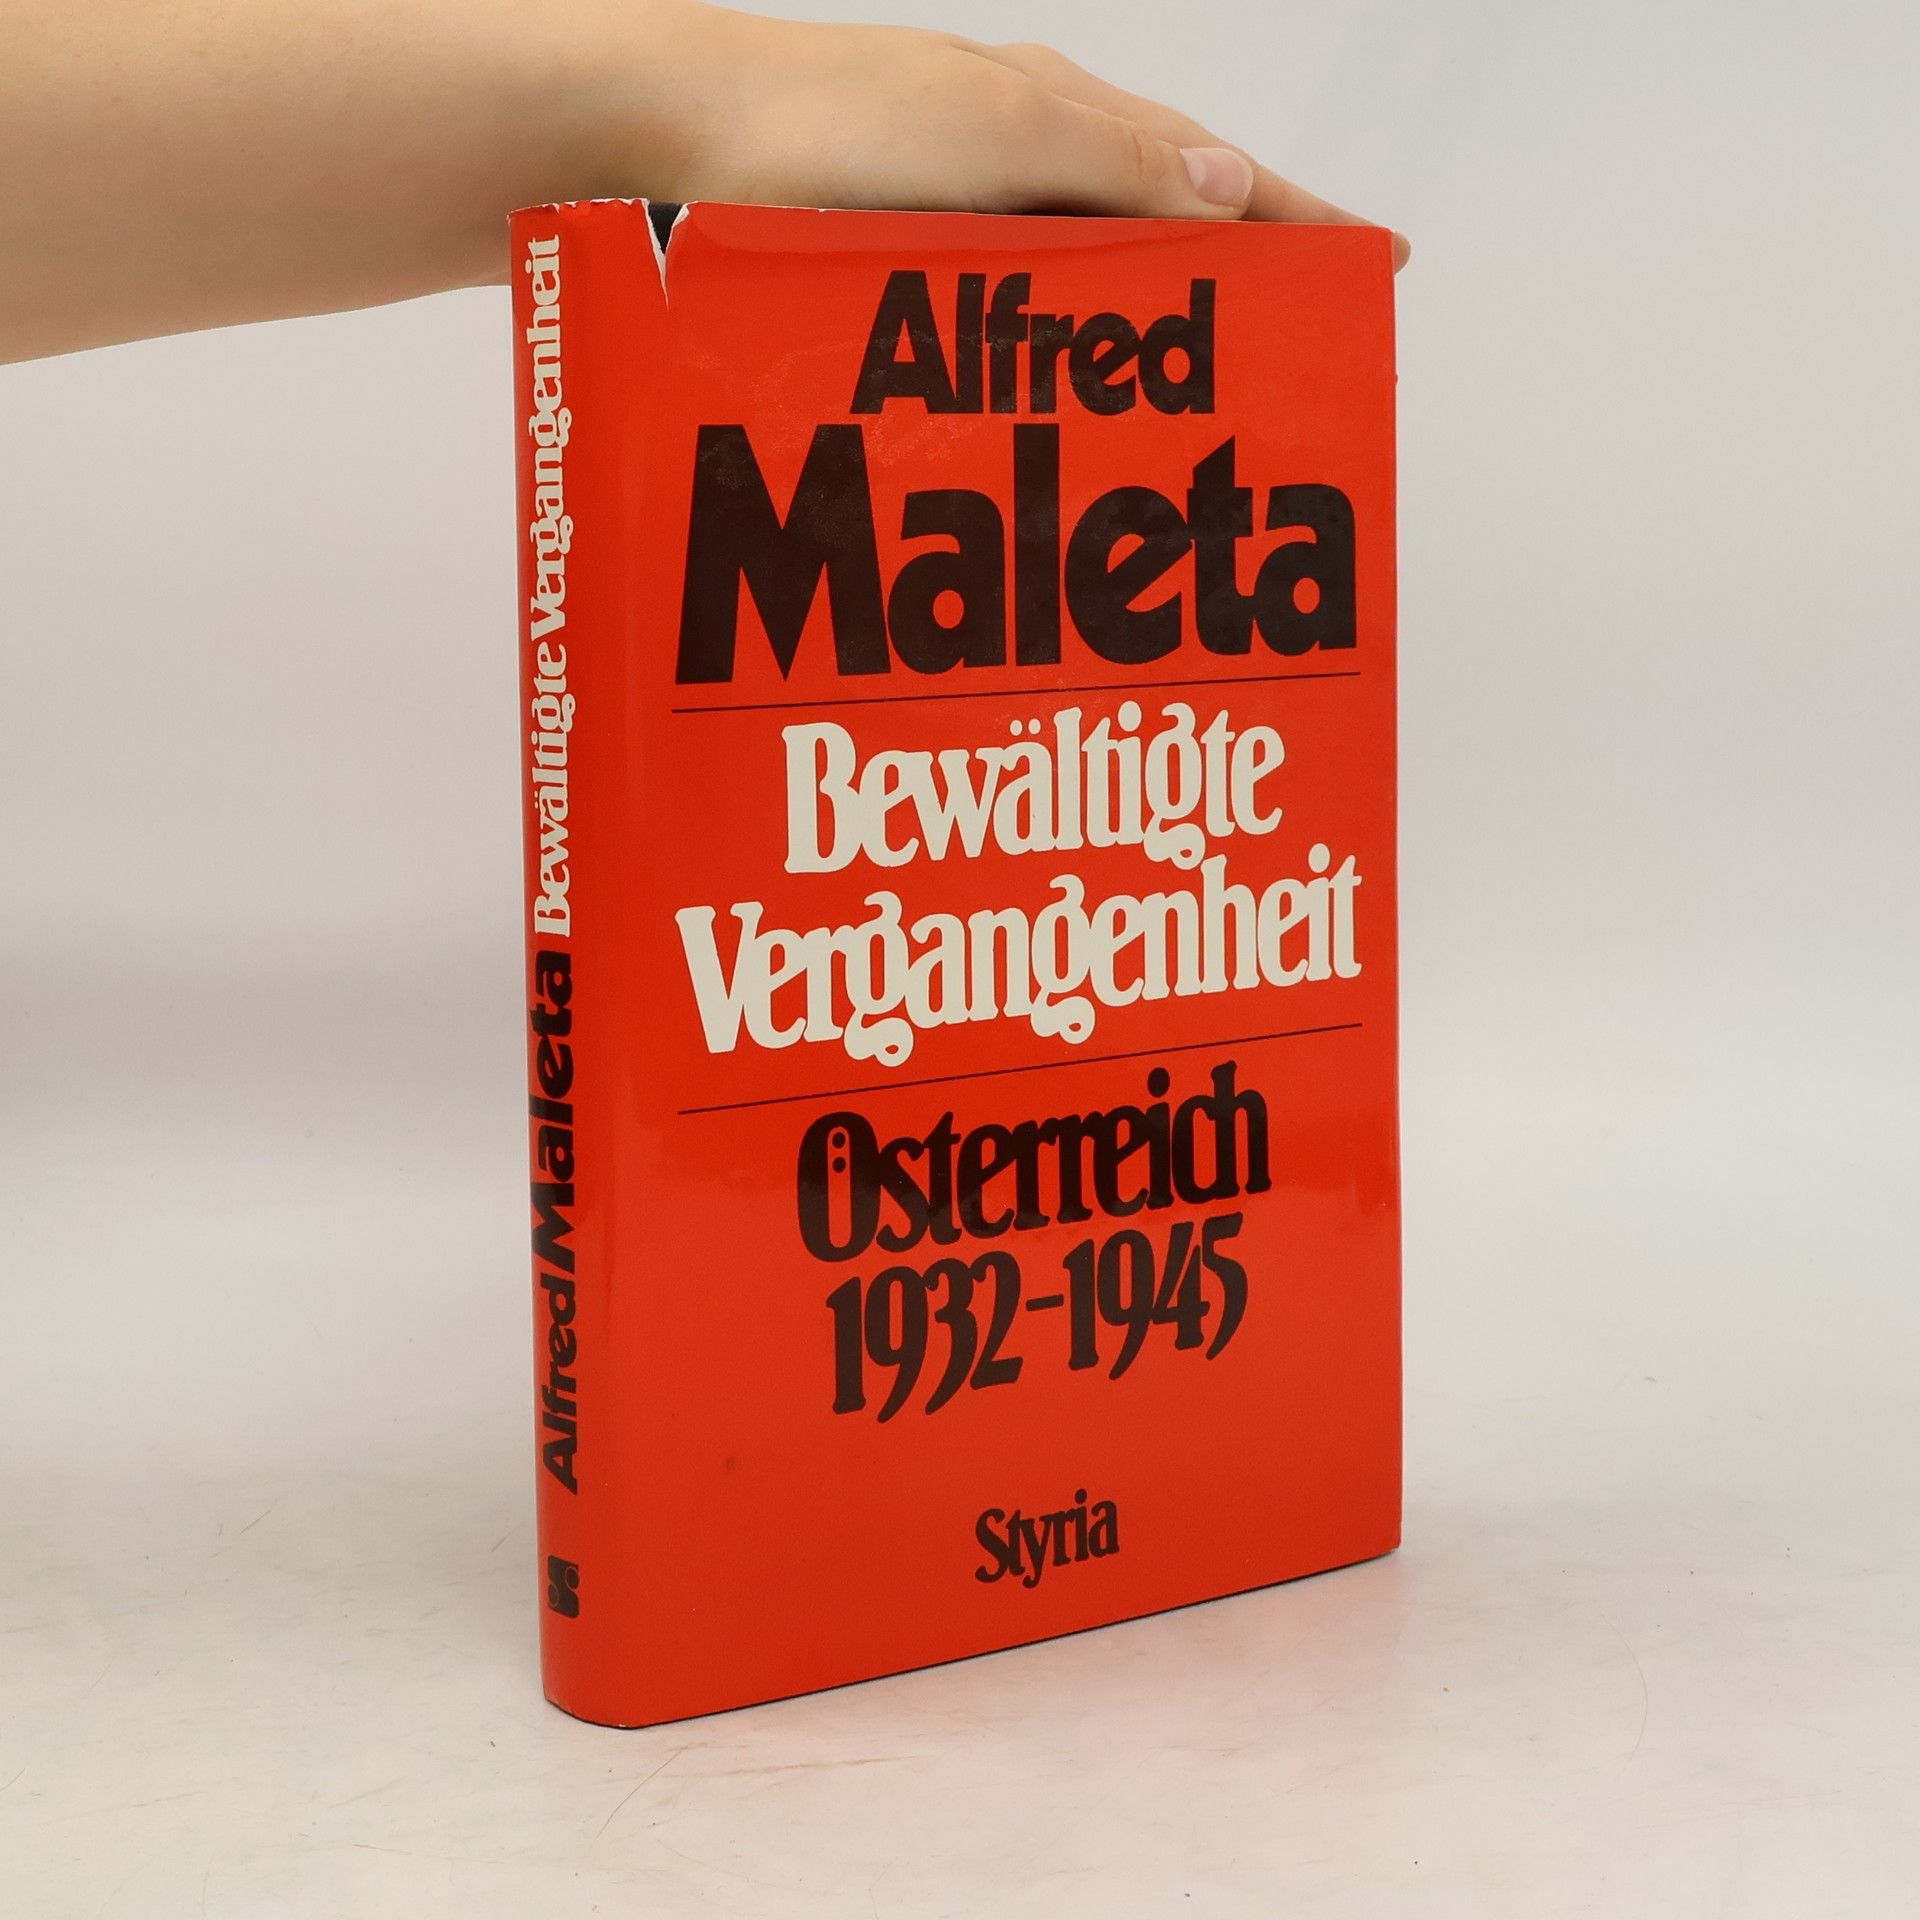 Alfred
Maleta
Bewältigte
Vergangenheit
Österreich
1932-1945
Styria
Alfred Maleta Bewältigte Vergangenheit